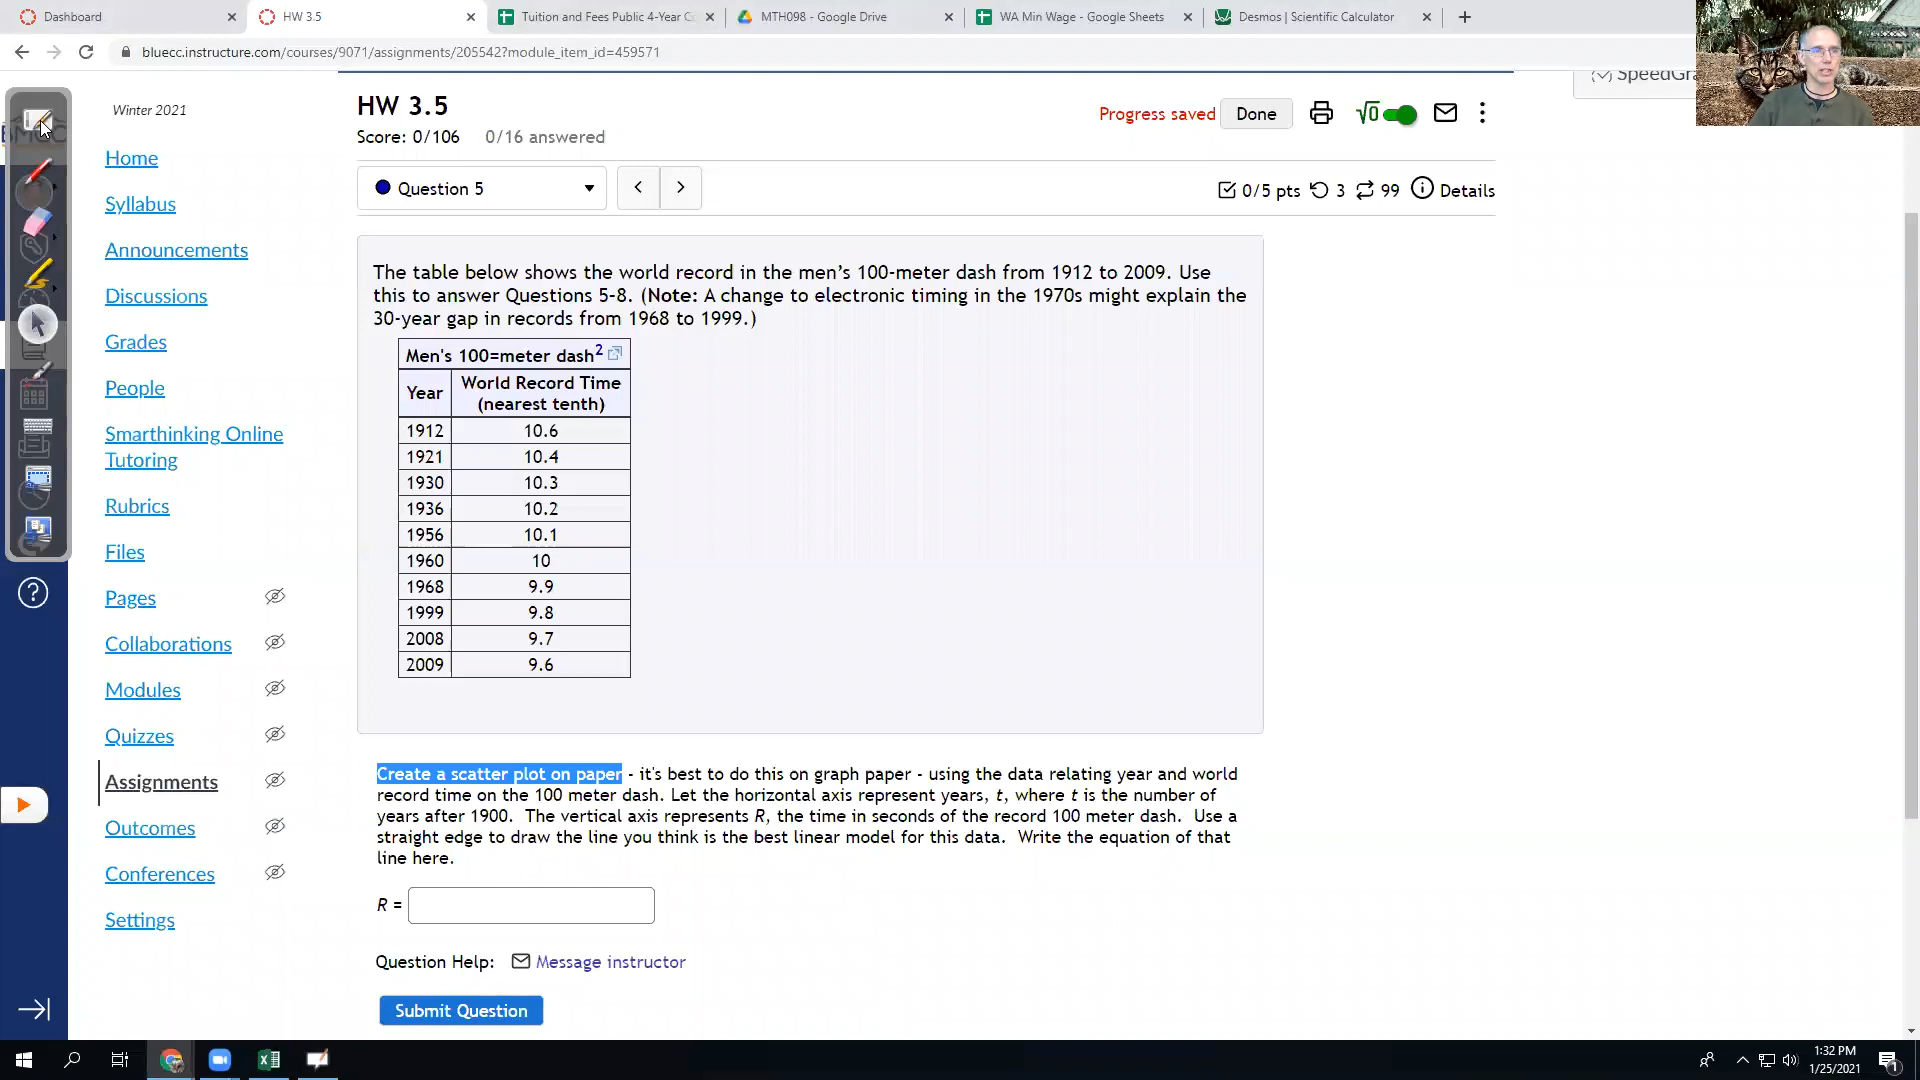 Dashboard
HW 3.5
Tuition and Fees Public 4-Year C
MTH098 - Google Drive
WA Min Wage - Google Sheets
Desmos | Scientific Calculator
bluecc.instructure.com/courses/9071/assignments/205542?module_item_id=459571
Winter 2021
Home
Syllabus
Announcements
Discussions
Grades
People
Smarthinking Online
Tutoring
Rubrics
Files
Pages
Collaborations
Modules
Quizzes
Assignments
Outcomes
Conferences
Settings
HW 3.5
Score: 0/106 0/16 answered
Progress saved
Done
√0
SpeedGra
Question 5
0/5 pts 3 99 Details
The table below shows the world record in the men’s 100-meter dash from 1912 to 2009. Use
this to answer Questions 5-8. (Note: A change to electronic timing in the 1970s might explain the
30-year gap in records from 1968 to 1999.)
Men's 100=meter dash2
Year World Record Time
(nearest tenth)
1912 10.6
1921 10.4
1930 10.3
1936 10.2
1956 10.1
1960 10
1968 9.9
1999 9.8
2008 9.7
2009 9.6
Create a scatter plot on paper - it's best to do this on graph paper - using the data relating year and world
record time on the 100 meter dash. Let the horizontal axis represent years, t, where t is the number of
years after 1900. The vertical axis represents R, the time in seconds of the record 100 meter dash. Use a
straight edge to draw the line you think is the best linear model for this data. Write the equation of that
line here.
R =
Question Help: Message instructor
Submit Question
1:32 PM
1/25/2021
1